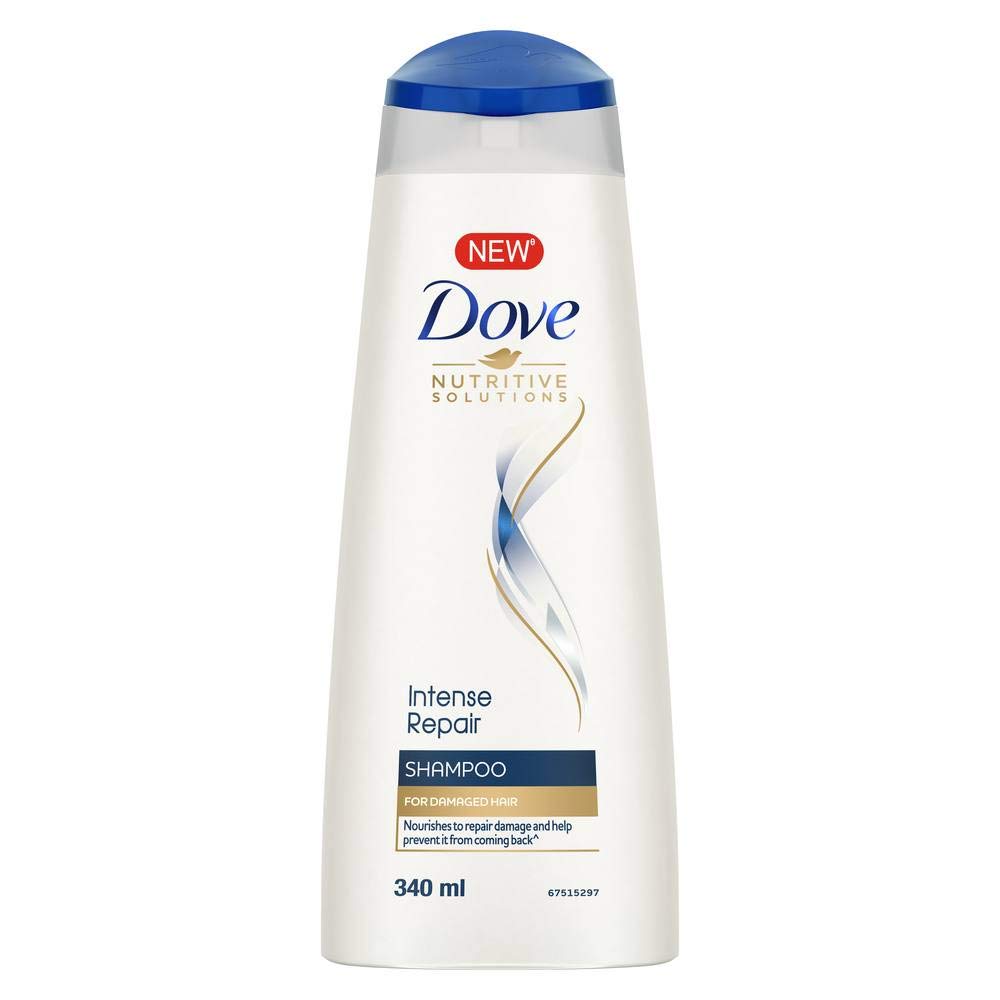 NEW θ
Dove
NUTRITIVE
SOLUTIONS
Intense
Repair
SHAMPOO
FOR DAMAGED HAIR
Nourishes to repair damage and help
prevent it from coming back^
340 ml
67515297